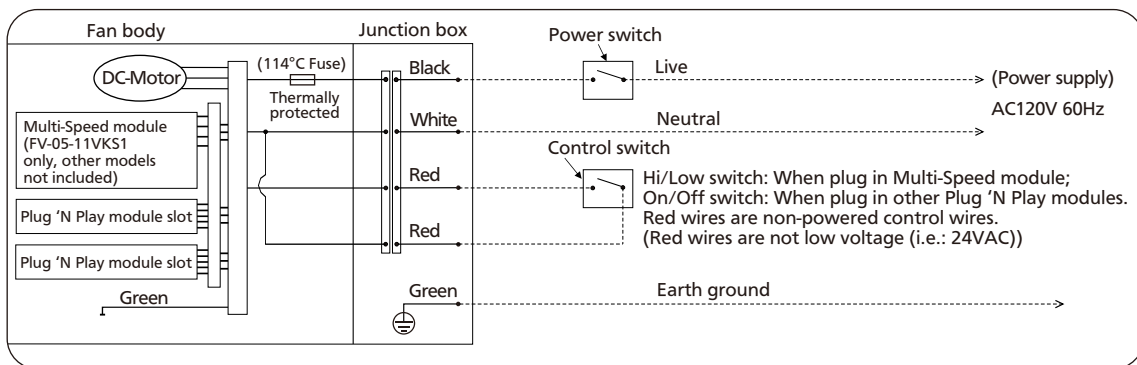 Fan body
Junction box
Power switch
DC-Motor
(114°C Fuse)
Thermally
protected
Black
Live
(Power supply)
AC120V 60Hz
Multi-Speed module
(FV-05-11VKS1
only, other models
not included)
White
Neutral
Control switch
Red
Hi/Low switch: When plug in Multi-Speed module;
On/Off switch: When plug in other Plug 'N Play modules.
Red wires are non-powered control wires.
(Red wires are not low voltage (i.e.: 24VAC))
Plug 'N Play module slot
Red
Plug 'N Play module slot
Green
Green
Earth ground